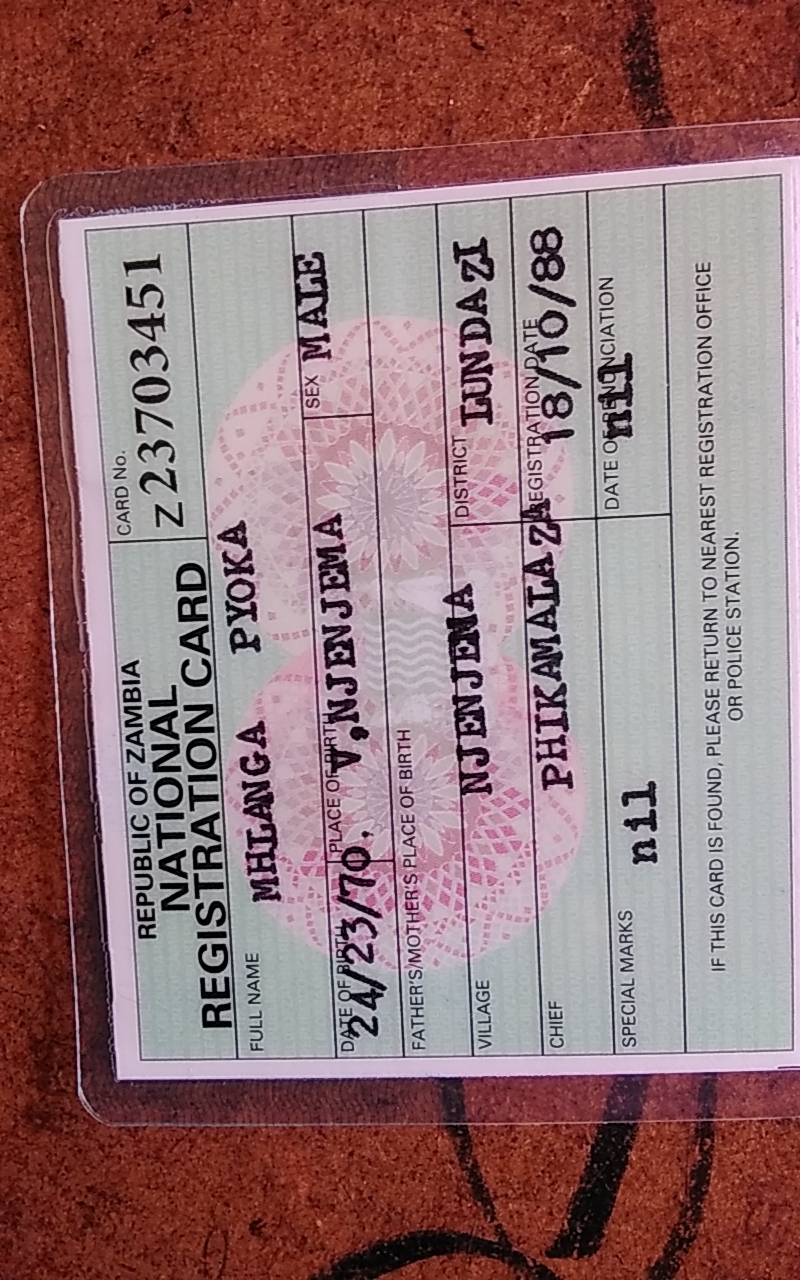 REPUBLIC OF ZAMBIA
NATIONAL
REGISTRATION CARD
CARD No.
Z23703451
FULL NAME
MHLANGA PYOKA
DATE OF BIRTH
24/23/70.
PLACE OF BIRTH
V,NJENJEMA
SEX MALE
FATHER'S/MOTHER'S PLACE OF BIRTH
VILLAGE NJENJEMA
DISTRICT LUNDAZI
CHIEF PHIKAMALAZA
REGISTRATION DATE
18/10/88
SPECIAL MARKS nil
DATE OF RENUNCIATION
nil
IF THIS CARD IS FOUND, PLEASE RETURN TO NEAREST REGISTRATION OFFICE
OR POLICE STATION.